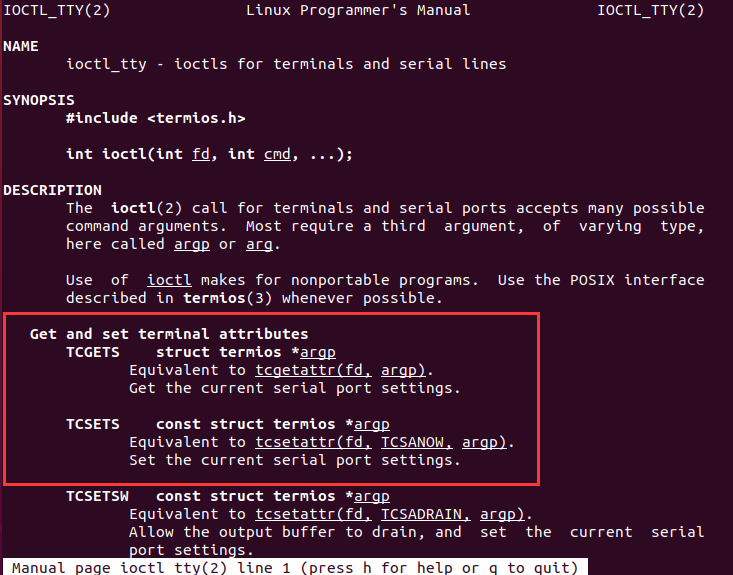 IOCTL_TTY(2) Linux Programmer's Manual IOCTL_TTY(2)
NAME
ioctl_tty - ioctls for terminals and serial lines
SYNOPSIS
#include <termios.h>
int ioctl(int fd, int cmd, ...);
DESCRIPTION
The ioctl(2) call for terminals and serial ports accepts many possible
command arguments. Most require a third argument, of varying type,
here called argp or arg.
Use of ioctl makes for nonportable programs. Use the POSIX interface
described in termios(3) whenever possible.
Get and set terminal attributes
TCGETS struct termios *argp
Equivalent to tcgetattr(fd, argp).
Get the current serial port settings.
TCSETS const struct termios *argp
Equivalent to tcsetattr(fd, TCSANOW, argp).
Set the current serial port settings.
TCSETSW const struct termios *argp
Equivalent to tcsetattr(fd, TCSADRAIN, argp).
Allow the output buffer to drain, and set the current serial
port settings.
Manual page ioctl_tty(2) line 1 (press h for help or q to quit)